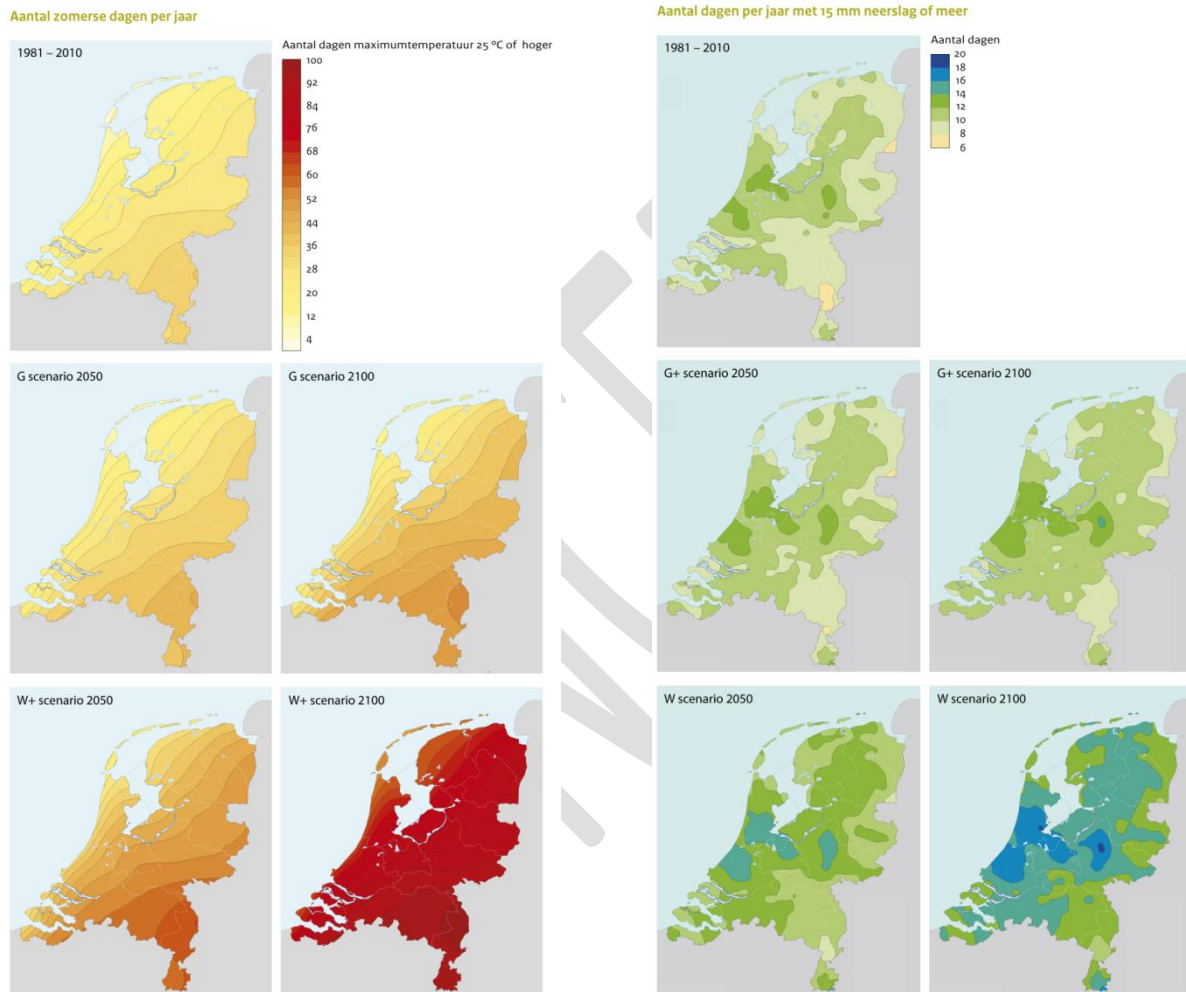 Aantal zomerse dagen per jaar
1981 – 2010
Aantal dagen maximumtemperatuur 25 °C of hoger
100
92
84
76
68
60
52
44
36
28
20
12
4
G scenario 2050
G scenario 2100
W+ scenario 2050
W+ scenario 2100
Aantal dagen per jaar met 15 mm neerslag of meer
1981 – 2010
Aantal dagen
20
18
16
14
12
10
8
6
G+ scenario 2050
G+ scenario 2100
W scenario 2050
W scenario 2100